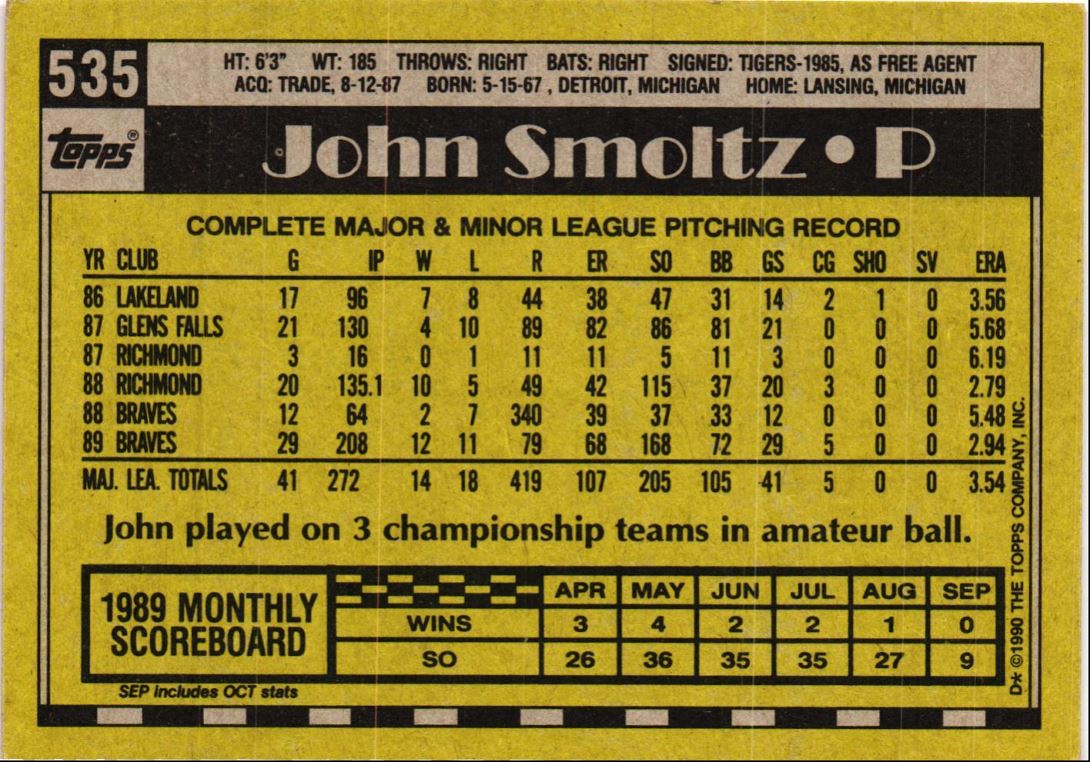 535
HT: 6'3" WT: 185 THROWS: RIGHT BATS: RIGHT SIGNED: TIGERS-1985, AS FREE AGENT
ACQ: TRADE, 8-12-87 BORN: 5-15-67 , DETROIT, MICHIGAN HOME: LANSING, MICHIGAN
Topps®
John Smoltz • P
COMPLETE MAJOR & MINOR LEAGUE PITCHING RECORD
YR CLUB G IP W L R ER SO BB GS CG SHO SV ERA
86 LAKELAND 17 96 7 8 44 38 47 31 14 2 1 0 3.56
87 GLENS FALLS 21 130 4 10 89 82 86 81 21 0 0 0 5.68
87 RICHMOND 3 16 0 1 11 11 5 11 3 0 0 0 6.19
88 RICHMOND 20 135.1 10 5 49 42 115 37 20 3 0 0 2.79
88 BRAVES 12 64 2 7 340 39 37 33 12 0 0 0 5.48
89 BRAVES 29 208 12 11 79 68 168 72 29 5 0 0 2.94
MAJ. LEA. TOTALS 41 272 14 18 419 107 205 105 41 5 0 0 3.54
John played on 3 championship teams in amateur ball.
1989 MONTHLY
SCOREBOARD
APR MAY JUN JUL AUG SEP
WINS 3 4 2 2 1 0
SO 26 36 35 35 27 9
SEP includes OCT stats
D* ©1990 THE TOPPS COMPANY, INC.